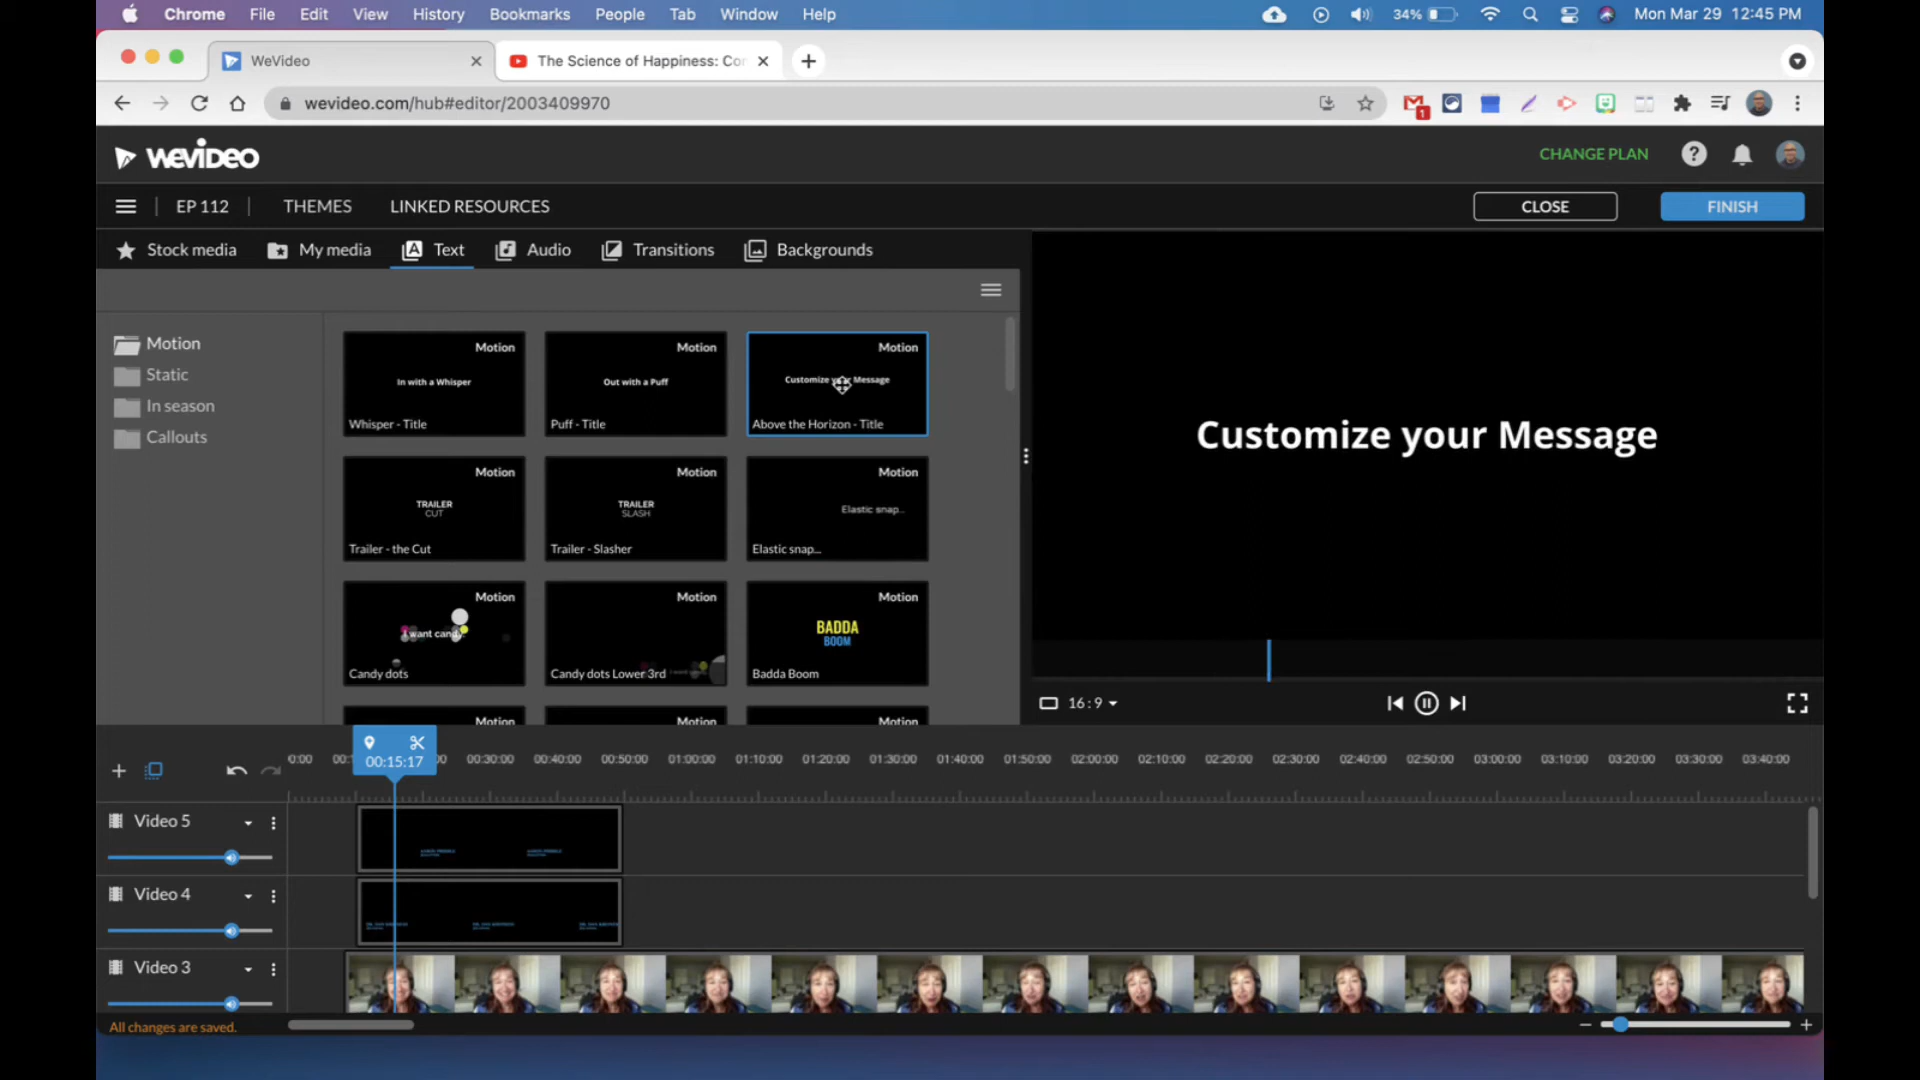 Chrome File Edit View History Bookmarks People Tab Window Help 34% Mon Mar 29 12:45 PM
WeVideo The Science of Happiness: Co
wevideo.com/hub#editor/2003409970 1
WEVIDEO CHANGE PLAN ?
EP 112 THEMES LINKED RESOURCES CLOSE FINISH
Stock media My media Text Audio Transitions Backgrounds
Motion
Static
In season
Callouts
Motion
In with a Whisper
Whisper - Title
Motion
Out with a Puff
Puff - Title
Motion
Customize your Message
Above the Horizon - Title
Motion
TRAILER
CUT
Trailer - the Cut
Motion
TRAILER
SLASH
Trailer - Slasher
Motion
Elastic snap...
Elastic snap...
Motion
I want cand
Candy dots
Motion
Candy dots Lower 3rd
Motion
BADDA
BOOM
Badda Boom
Motion
Motion
Motion
Customize your Message
16:9
00:15:17
0:00 00: 00:30:00 00:40:00 00:50:00 01:00:00 01:10:00 01:20:00 01:30:00 01:40:00 01:50:00 02:00:00 02:10:00 02:20:00 02:30:00 02:40:00 02:50:00 03:00:00 03:10:00 03:20:00 03:30:00 03:40:00
Video 5
Video 4
Video 3
All changes are saved.